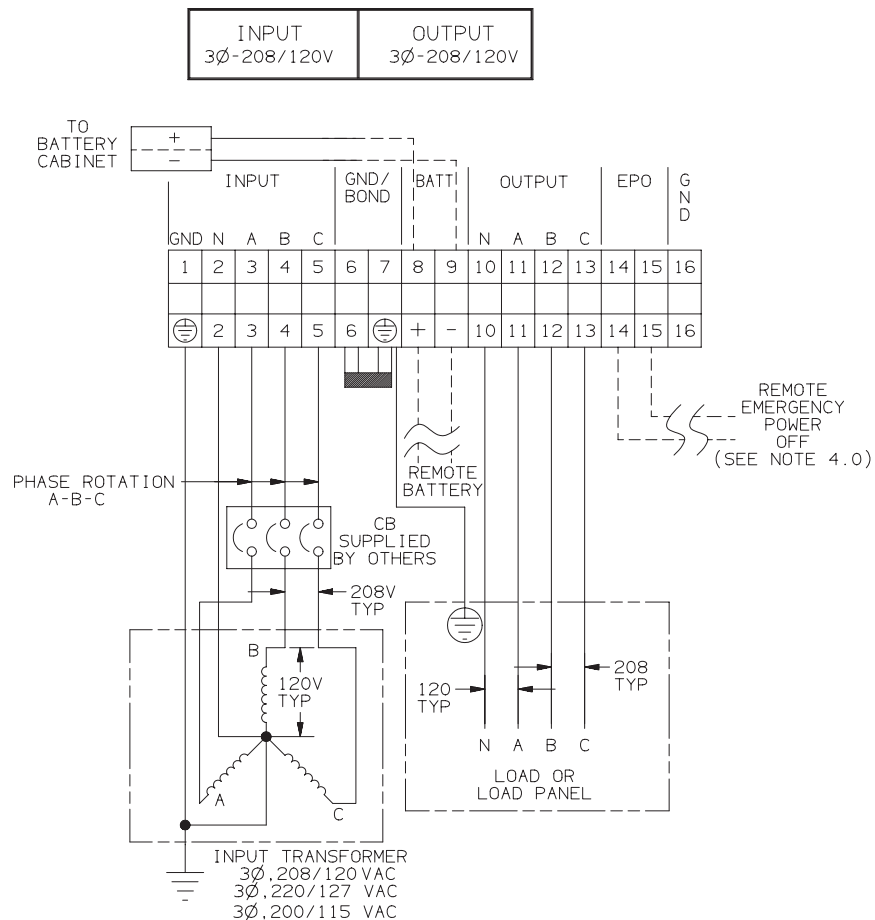 INPUT OUTPUT
3Ø-208/120V 3Ø-208/120V
TO
BATTERY
CABINET
+
-
INPUT GND/
BOND BATT OUTPUT EPO GND
GND N A B C N A B C
1 2 3 4 5 6 7 8 9 10 11 12 13 14 15 16
2 3 4 5 6 + - 10 11 12 13 14 15 16
REMOTE
EMERGENCY
POWER
OFF
(SEE NOTE 4.0)
REMOTE
BATTERY
PHASE ROTATION
A-B-C
CB
SUPPLIED
BY OTHERS
208V
TYP
B
120V
TYP
A
C
208
TYP
120
TYP
N A B C
LOAD OR
LOAD PANEL
INPUT TRANSFORMER
3Ø,208/120 VAC
3Ø,220/127 VAC
3Ø,200/115 VAC